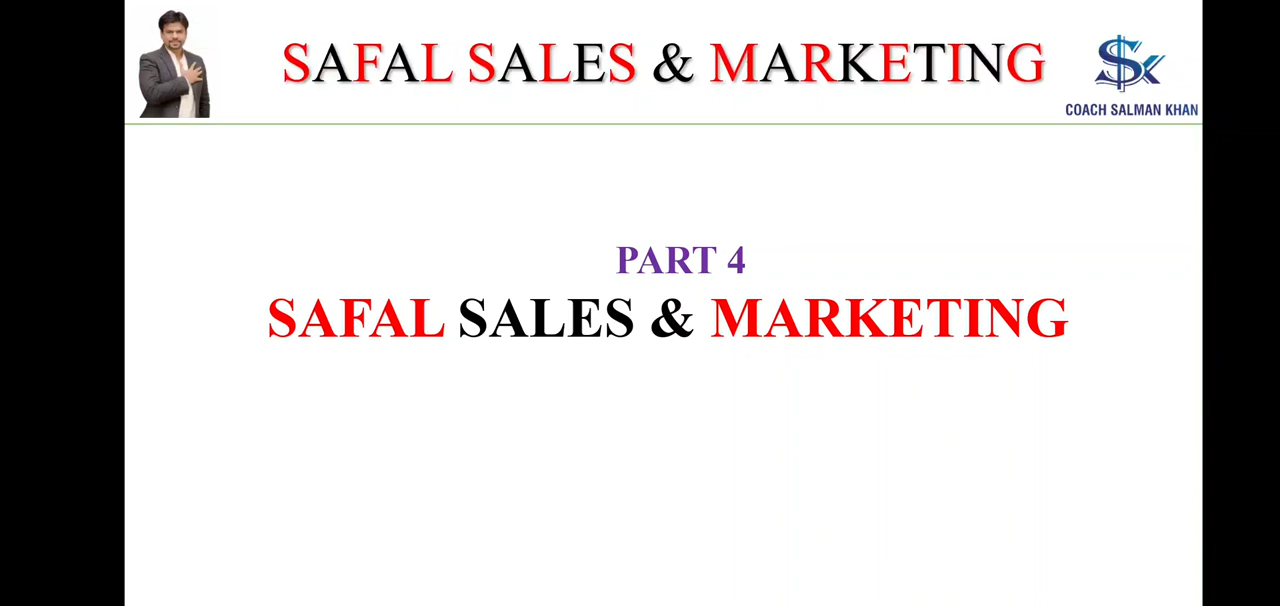 SAFAL SALES & MARKETING
COACH SALMAN KHAN
PART 4
SAFAL SALES & MARKETING